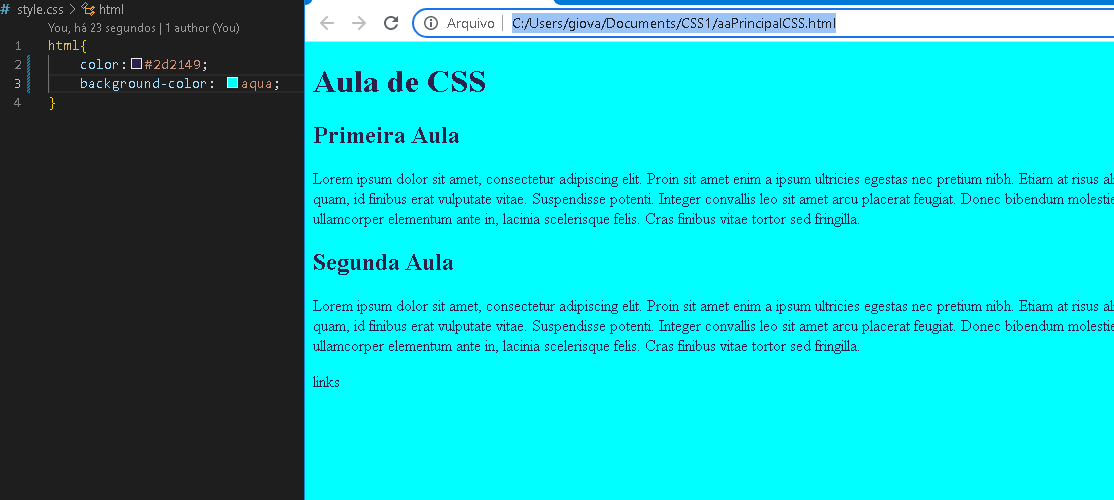 # style.css > html
You, há 23 segundos | 1 author (You)
1 html{
2 color: #2d2149;
3 background-color: aqua;
4 }
Arquivo | C:/Users/giova/Documents/CSS1/aaPrincipalCSS.html
Aula de CSS
Primeira Aula
Lorem ipsum dolor sit amet, consectetur adipiscing elit. Proin sit amet enim a ipsum ultricies egestas nec pretium nibh. Etiam at risus al
quam, id finibus erat vulputate vitae. Suspendisse potenti. Integer convallis leo sit amet arcu placerat feugiat. Donec bibendum molestie
ullamcorper elementum ante in, lacinia scelerisque felis. Cras finibus vitae tortor sed fringilla.
Segunda Aula
Lorem ipsum dolor sit amet, consectetur adipiscing elit. Proin sit amet enim a ipsum ultricies egestas nec pretium nibh. Etiam at risus al
quam, id finibus erat vulputate vitae. Suspendisse potenti. Integer convallis leo sit amet arcu placerat feugiat. Donec bibendum molestie
ullamcorper elementum ante in, lacinia scelerisque felis. Cras finibus vitae tortor sed fringilla.
links